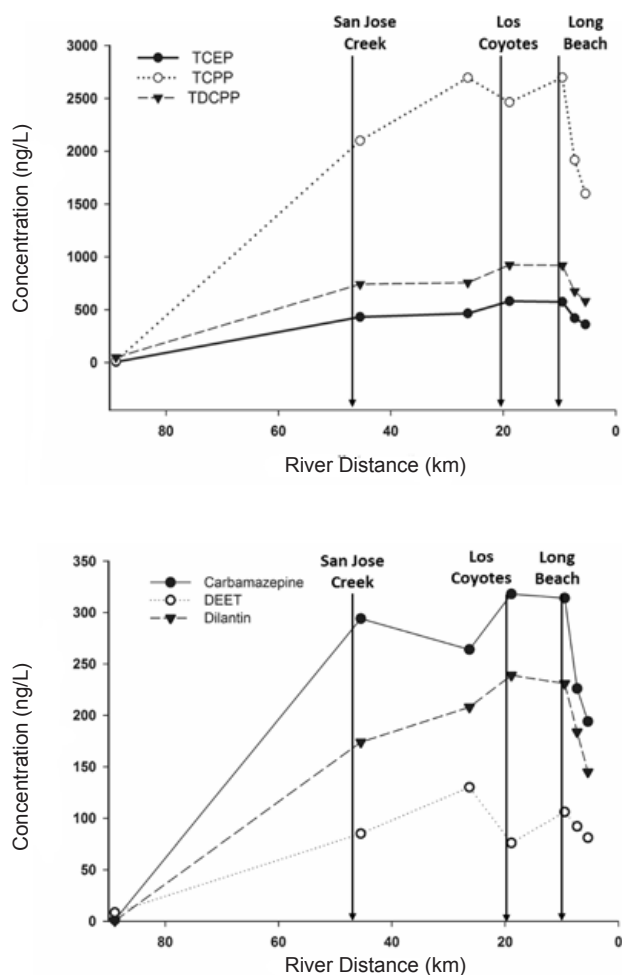 San Jose Creek
Los Coyotes
Long Beach
TCEP
TCPP
TDCPP
Concentration (ng/L)
3000
2500
2000
1500
1000
500
0
80
60
40
20
0
River Distance (km)
San Jose Creek
Los Coyotes
Long Beach
Carbamazepine
DEET
Dilantin
Concentration (ng/L)
350
300
250
200
150
100
50
0
80
60
40
20
0
River Distance (km)